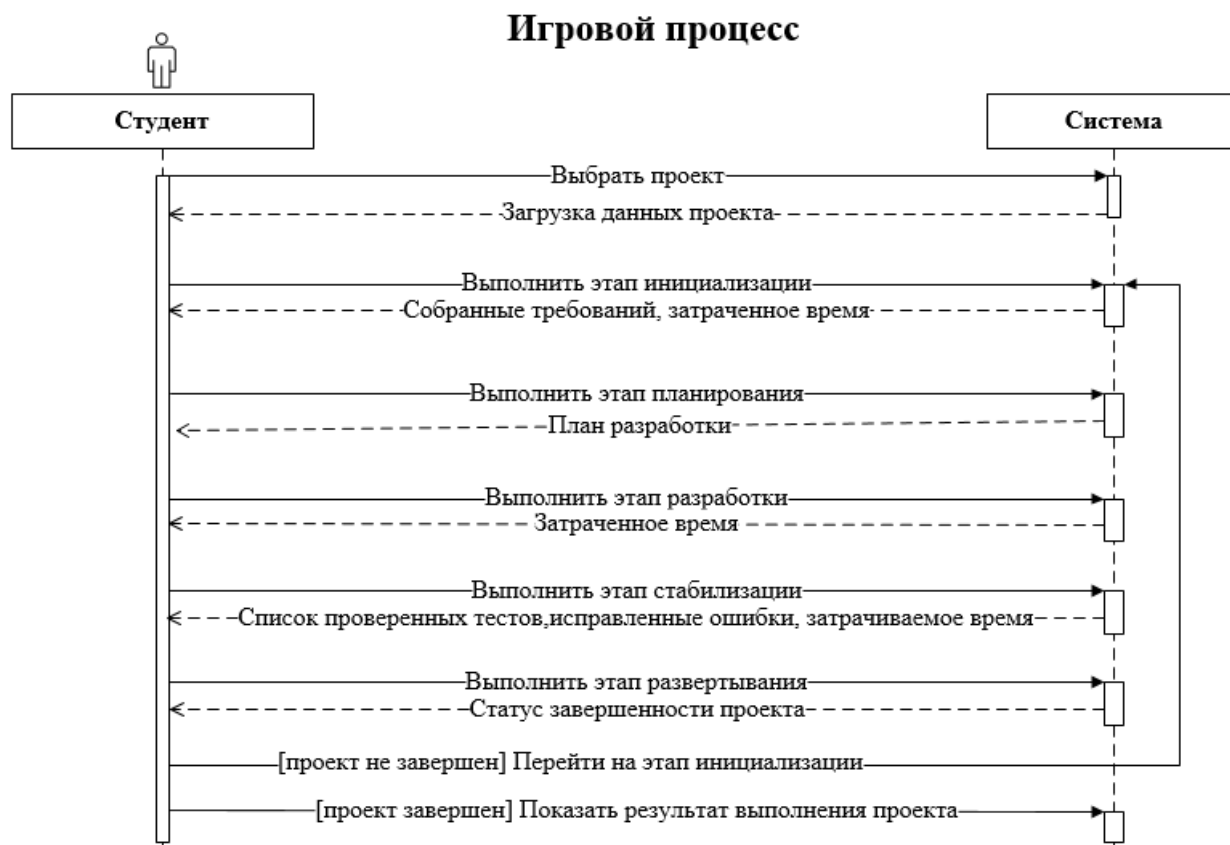 Игровой процесс
Студент
Система
Выбрать проект
Загрузка данных проекта
Выполнить этап инициализации
Собранные требований, затраченное время
Выполнить этап планирования
План разработки
Выполнить этап разработки
Затраченное время
Выполнить этап стабилизации
Список проверенных тестов,исправленные ошибки, затрачиваемое время
Выполнить этап развертывания
Статус завершенности проекта
[проект не завершен] Перейти на этап инициализации
[проект завершен] Показать результат выполнения проекта